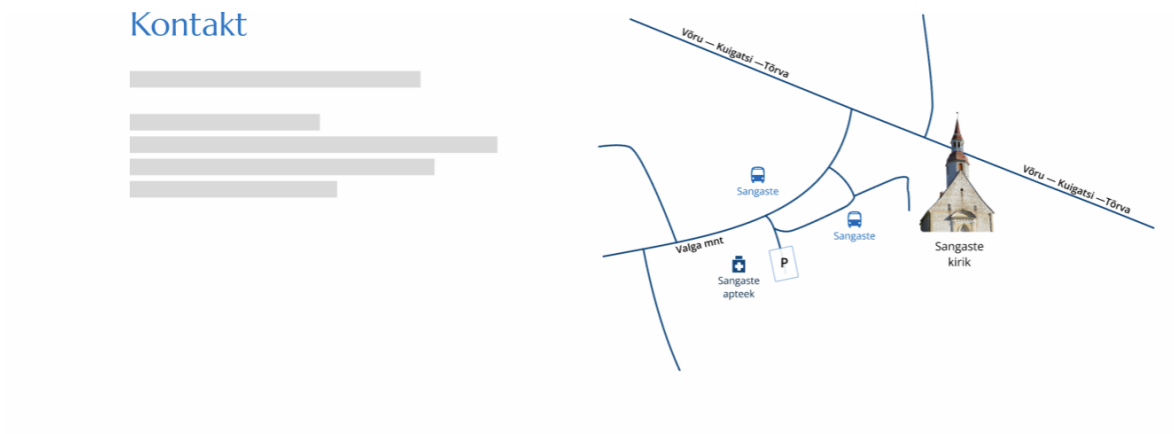 Kontakt
Võru — Kuigatsi —Tõrva
Võru — Kuigatsi —Tõrva
Sangaste
Sangaste
Valga mnt
P
Sangaste
kirik
Sangaste
apteek